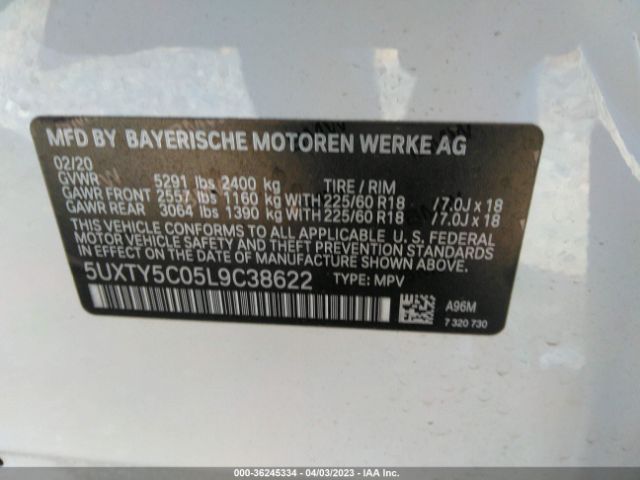 MFD BY BAYERISCHE MOTOREN WERKE AG
02/20
GVWR 5291 lbs 2400 kg TIRE / RIM
GAWR FRONT 2557 lbs 1160 kg WITH 225/60 R18 /7.0J x 18
GAWR REAR 3064 lbs 1390 kg WITH 225/60 R18 /7.0J x 18
THIS VEHICLE CONFORMS TO ALL APPLICABLE U. S. FEDERAL
MOTOR VEHICLE SAFETY STANDARDS
IN EFFECT ON THE DATE OF MANUFACTURE SHOWN ABOVE.
5UXTY5C05L9C38622 TYPE: MPV
A96M
7 320 730
000-36245334 - 04/03/2023 - IAA Inc.